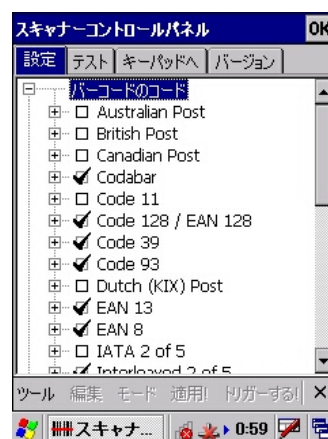 スキャナーコントロールパネル OK
設定 テスト キーパッドへ バージョン
バーコードのコード
Australian Post
British Post
Canadian Post
Codabar
Code 11
Code 128 / EAN 128
Code 39
Code 93
Dutch (KIX) Post
EAN 13
EAN 8
IATA 2 of 5
Interleaved 2 of 5
ツール 編集 モード 適用! トリガーする!
スキャナ... 0:59